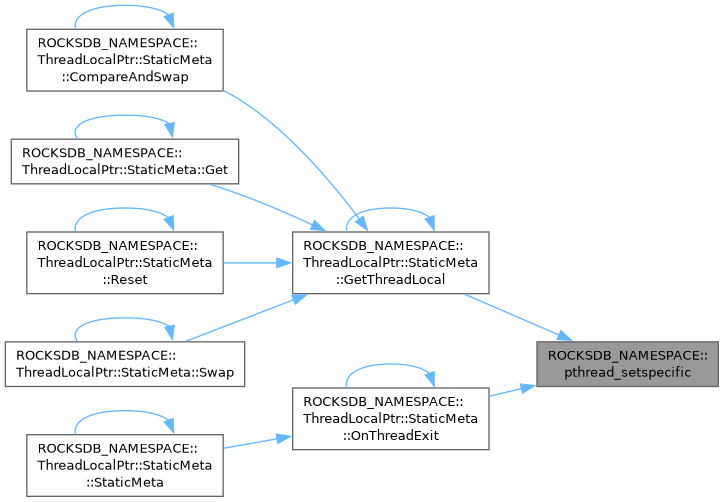 ROCKSDB_NAMESPACE::
ThreadLocalPtr::StaticMeta
::CompareAndSwap
ROCKSDB_NAMESPACE::
ThreadLocalPtr::StaticMeta::Get
ROCKSDB_NAMESPACE::
ThreadLocalPtr::StaticMeta
::Reset
ROCKSDB_NAMESPACE::
ThreadLocalPtr::StaticMeta
::GetThreadLocal
ROCKSDB_NAMESPACE::
ThreadLocalPtr::StaticMeta::Swap
ROCKSDB_NAMESPACE::
pthread_setspecific
ROCKSDB_NAMESPACE::
ThreadLocalPtr::StaticMeta
::OnThreadExit
ROCKSDB_NAMESPACE::
ThreadLocalPtr::StaticMeta
::StaticMeta